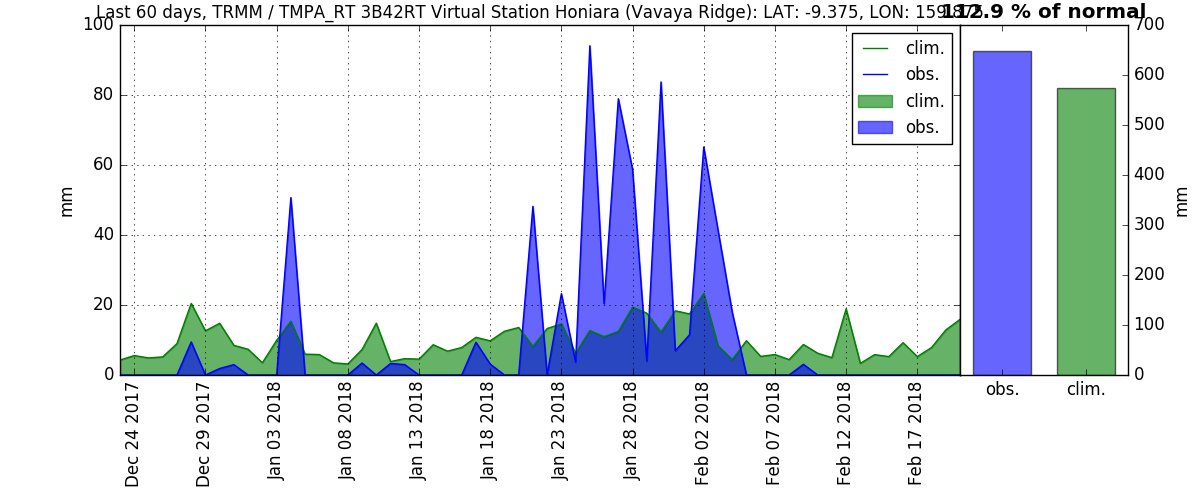 Last 60 days, TRMM / TMPA_RT 3B42RT Virtual Station Honiara (Vavaya Ridge): LAT: -9.375, LON:
112.9 % of normal
100
80
60
40
20
0
mm
clim.
obs.
clim.
obs.
Dec 24 2017
Dec 29 2017
Jan 03 2018
Jan 08 2018
Jan 13 2018
Jan 18 2018
Jan 23 2018
Jan 28 2018
Feb 02 2018
Feb 07 2018
Feb 12 2018
Feb 17 2018
700
600
500
400
300
200
100
0
mm
obs.
clim.